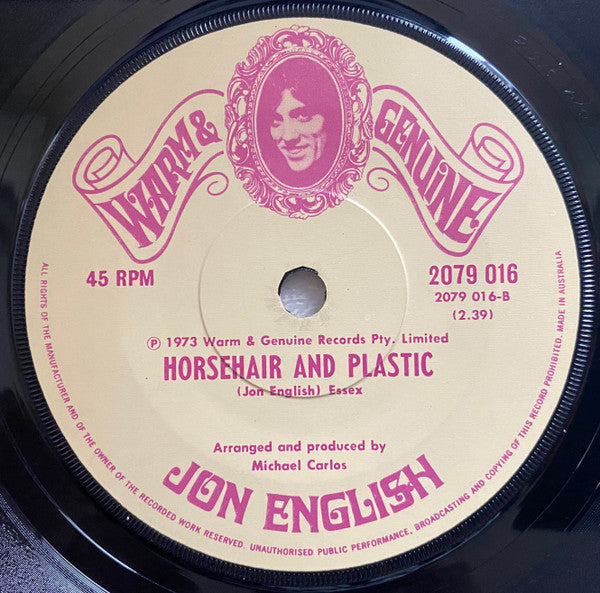 WARM & GENUINE
45 RPM
2079 016
2079 016-B
(2.39)
℗ 1973 Warm & Genuine Records Pty. Limited
HORSEHAIR AND PLASTIC
(Jon English) Essex
Arranged and produced by
Michael Carlos
JON ENGLISH
ALL RIGHTS OF THE MANUFACTURER AND OF THE OWNER OF THE RECORDED WORK RESERVED. UNAUTHORISED PUBLIC PERFORMANCE, BROADCASTING AND COPYING OF THIS RECORD PROHIBITED. MADE IN AUSTRALIA